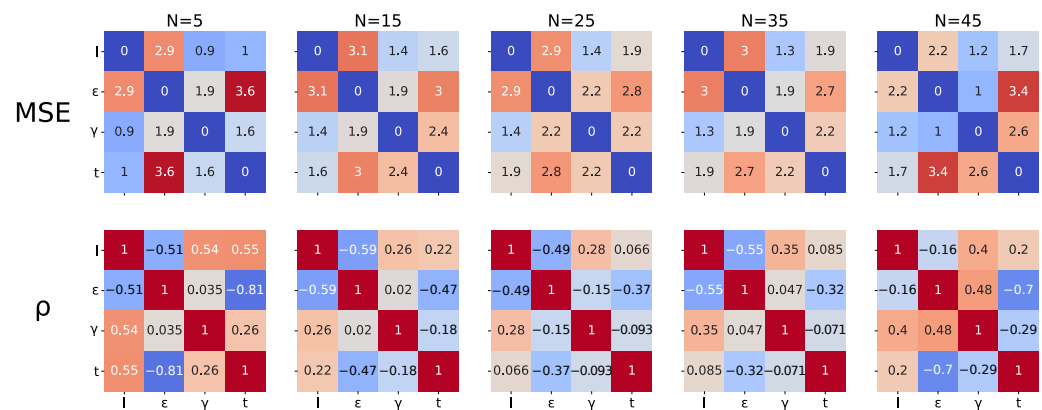 N=5 N=15 N=25 N=35 N=45
MSE
I 0 2.9 0.9 1 0 3.1 1.4 1.6 0 2.9 1.4 1.9 0 3 1.3 1.9 0 2.2 1.2 1.7
ε 2.9 0 1.9 3.6 3.1 0 1.9 3 2.9 0 2.2 2.8 3 0 1.9 2.7 2.2 0 1 3.4
γ 0.9 1.9 0 1.6 1.4 1.9 0 2.4 1.4 2.2 0 2.2 1.3 1.9 0 2.2 1.2 1 0 2.6
t 1 3.6 1.6 0 1.6 3 2.4 0 1.9 2.8 2.2 0 1.9 2.7 2.2 0 1.7 3.4 2.6 0
ρ
I 1 −0.51 0.54 0.55 1 −0.59 0.26 0.22 1 −0.49 0.28 0.066 1 −0.55 0.35 0.085 1 −0.16 0.4 0.2
ε −0.51 1 0.035 −0.81 −0.59 1 0.02 −0.47 −0.49 1 −0.15 −0.37 −0.55 1 0.047 −0.32 −0.16 1 0.48 −0.7
γ 0.54 0.035 1 0.26 0.26 0.02 1 −0.18 0.28 −0.15 1 −0.093 0.35 0.047 1 −0.071 0.4 0.48 1 −0.29
t 0.55 −0.81 0.26 1 0.22 −0.47 −0.18 1 0.066 −0.37 −0.093 1 0.085 −0.32 −0.071 1 0.2 −0.7 −0.29 1
I ε γ t I ε γ t I ε γ t I ε γ t I ε γ t